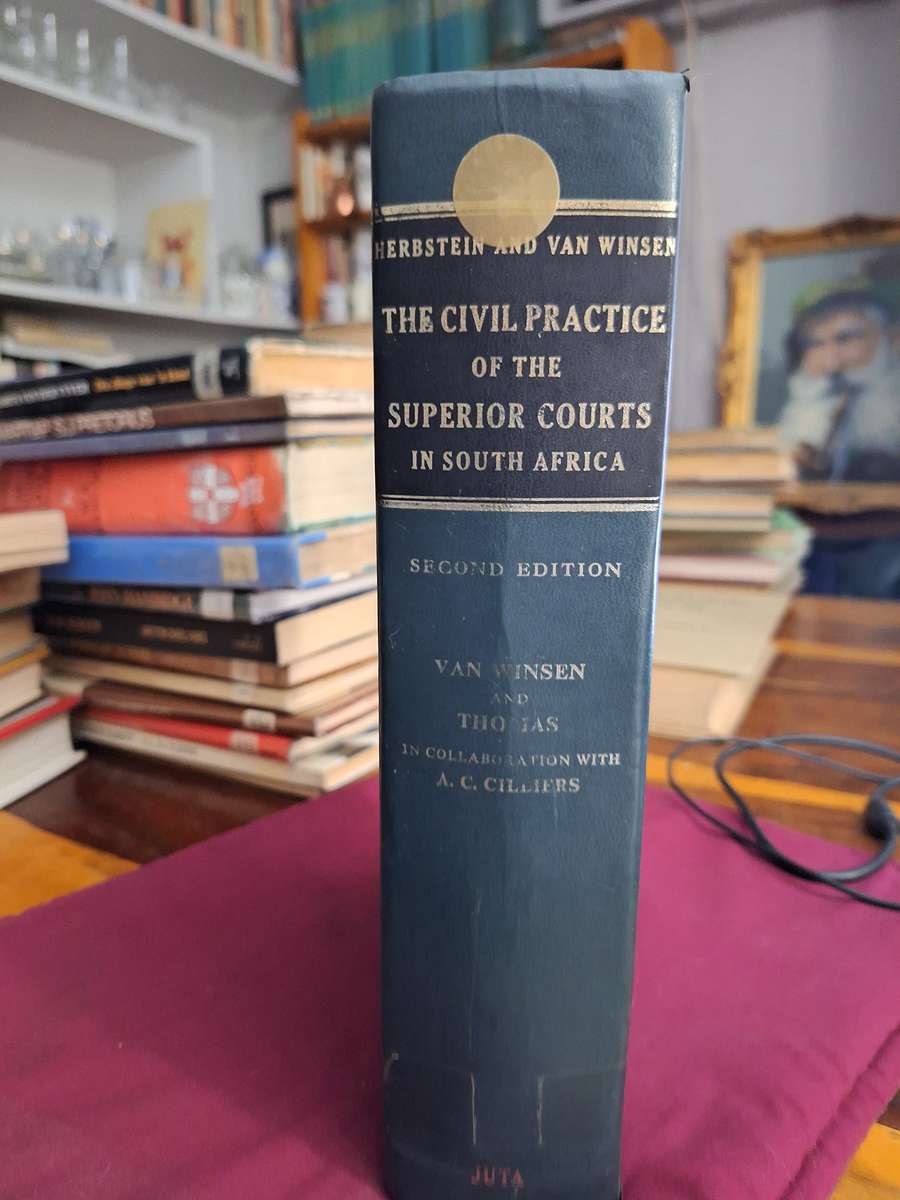 HERBSTEIN AND VAN WINSEN
THE CIVIL PRACTICE
OF THE
SUPERIOR COURTS
IN SOUTH AFRICA
SECOND EDITION
VAN WINSEN
AND
THOMAS
IN COLLABORATION WITH
A. C. CILLIERS
JUTA